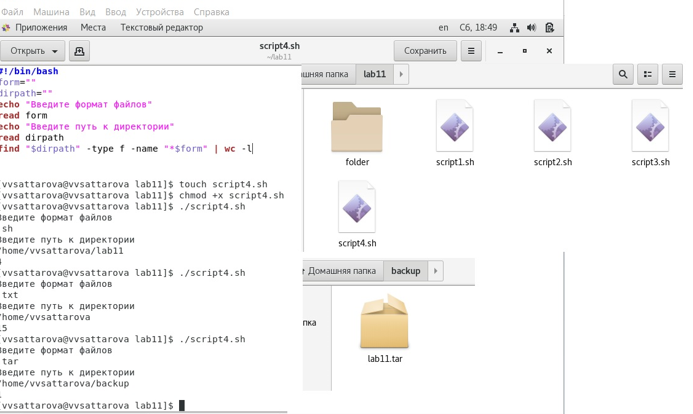 Файл Машина Вид Ввод Устройства Справка
Приложения Места Текстовый редактор en Сб, 18:49
Открыть script4.sh Сохранить
~/lab11
#!/bin/bash
form=""
dirpath=""
echo "Введите формат файлов"
read form
echo "Введите путь к директории"
read dirpath
find "$dirpath" -type f -name "*$form" | wc -l
[vvsattarova@vvsattarova lab11]$ touch script4.sh
[vvsattarova@vvsattarova lab11]$ chmod +x script4.sh
[vvsattarova@vvsattarova lab11]$ ./script4.sh
Введите формат файлов
sh
Введите путь к директории
/home/vvsattarova/lab11
4
[vvsattarova@vvsattarova lab11]$ ./script4.sh
Введите формат файлов
txt
Введите путь к директории
/home/vvsattarova
15
[vvsattarova@vvsattarova lab11]$ ./script4.sh
Введите формат файлов
tar
Введите путь к директории
/home/vvsattarova/backup
[vvsattarova@vvsattarova lab11]$
ашняя папка lab11
folder script1.sh script2.sh script3.sh
script4.sh
Домашняя папка backup
пка
lab11.tar